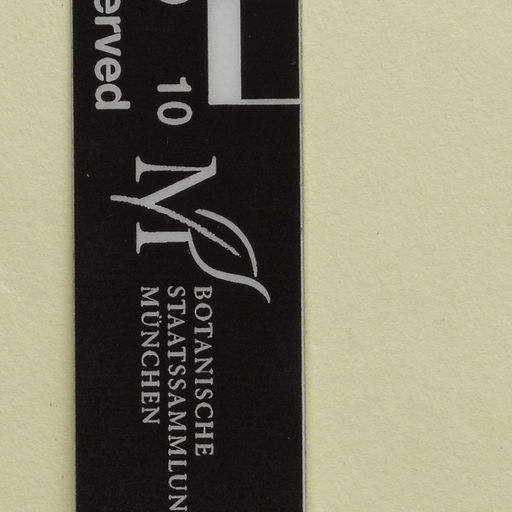 erved
10
BOTANISCHE
STAATSSAMMLUN
MÜNCHEN